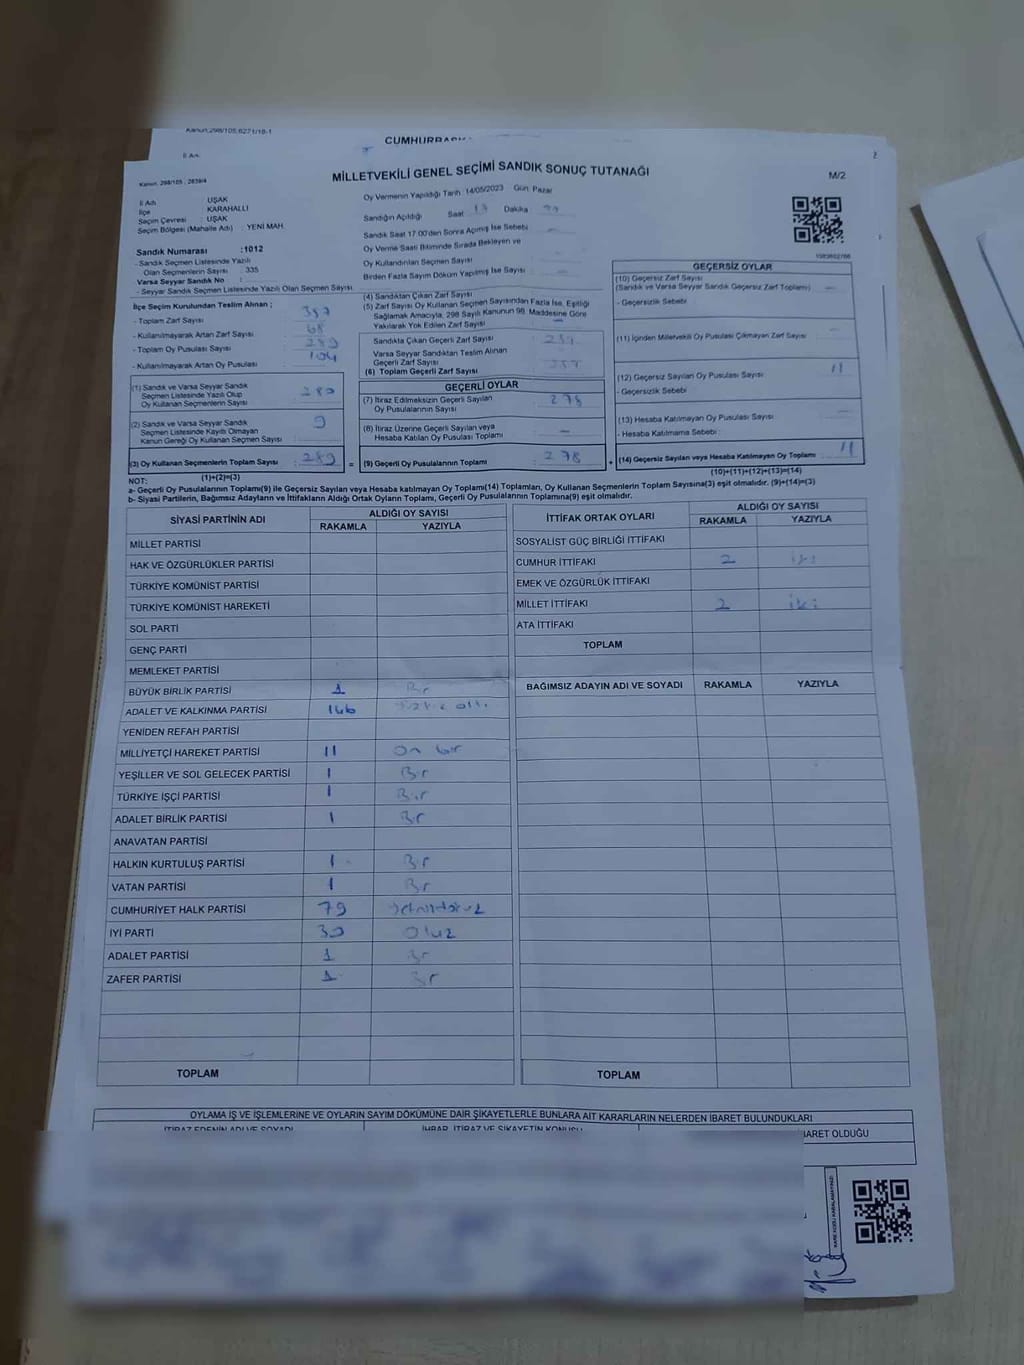 Kanun.298/105,6271/18-1
CUMHURBAŞK
İl Adı
2
Kanun. 298/105 , 2839/4
MİLLETVEKİLİ GENEL SEÇİMİ SANDIK SONUÇ TUTANAĞI
M/2
İl Adı : UŞAK
İlçe : KARAHALLI
Seçim Çevresi : UŞAK
Seçim Bölgesi (Mahalle Adı) : YENİ MAH.
Sandık Numarası :1012
- Sandık Seçmen Listesinde Yazılı
Olan Seçmenlerin Sayısı : 335
Varsa Seyyar Sandık No :
- Seyyar Sandık Seçmen Listesinde Yazılı Olan Seçmen Sayısı
Oy Vermenin Yapıldığı Tarih :14/05/2023 Gün: Pazar
Sandığın Açıldığı Saat 17 Dakika
Sandık Saat 17:00'den Sonra Açılmış İse Sebebi
Oy Verme Saati Bitiminde Sırada Bekleyen ve
Oy Kullandırılan Seçmen Sayısı
Birden Fazla Sayım Döküm Yapılmış İse Sayısı
İlçe Seçim Kurulundan Teslim Alınan ;
- Toplam Zarf Sayısı 357
- Kullanılmayarak Artan Zarf Sayısı 68
- Toplam Oy Pusulası Sayısı
- Kullanılmayarak Artan Oy Pusulası 104
(1) Sandık ve Varsa Seyyar Sandık
Seçmen Listesinde Yazılı Olup
Oy Kullanan Seçmenlerin Sayısı 280
(2) Sandık ve Varsa Seyyar Sandık
Seçmen Listesinde Kayıtlı Olmayan
Kanun Gereği Oy Kullanan Seçmen Sayısı 9
(3) Oy Kullanan Seçmenlerin Toplam Sayısı 289 =
(1)+(2)=(3)
(4) Sandıktan Çıkan Zarf Sayısı
(5) Zarf Sayısı Oy Kullanan Seçmen Sayısından Fazla İse, Eşitliği
Sağlamak Amacıyla, 298 Sayılı Kanunun 98. Maddesine Göre
Yakılarak Yok Edilen Zarf Sayısı
Sandıkta Çıkan Geçerli Zarf Sayısı
Varsa Seyyar Sandıktan Teslim Alınan
Geçerli Zarf Sayısı
(6) Toplam Geçerli Zarf Sayısı
GEÇERLİ OYLAR
(7) İtiraz Edilmeksizin Geçerli Sayılan
Oy Pusulalarının Sayısı 278
(8) İtiraz Üzerine Geçerli Sayılan veya
Hesaba Katılan Oy Pusulası Toplamı –
(9) Geçerli Oy Pusulalarının Toplamı 278 +
GEÇERSİZ OYLAR
(10) Geçersiz Zarf Sayısı
(Sandık ve Varsa Seyyar Sandık Geçersiz Zarf Toplamı)
- Geçersizlik Sebebi
(11) İçinden Milletvekili Oy Pusulası Çıkmayan Zarf Sayısı
(12) Geçersiz Sayılan Oy Pusulası Sayısı 11
- Geçersizlik Sebebi
(13) Hesaba Katılmayan Oy Pusulası Sayısı
- Hesaba Katılmama Sebebi
(14) Geçersiz Sayılan veya Hesaba Katılmayan Oy Toplamı 11
(10)+(11)+(12)+(13)=(14)
NOT:
a- Geçerli Oy Pusulalarının Toplamı(9) ile Geçersiz Sayılan veya Hesaba katılmayan Oy Toplamı(14) Toplamları, Oy Kullanan Seçmenlerin Toplam Sayısına(3) eşit olmalıdır. (9)+(14)=(3)
b- Siyasi Partilerin, Bağımsız Adayların ve İttifakların Aldığı Ortak Oyların Toplamı, Geçerli Oy Pusulalarının Toplamına(9) eşit olmalıdır.
SİYASİ PARTİNİN ADI ALDIĞI OY SAYISI
RAKAMLA YAZIYLA
MİLLET PARTİSİ
HAK VE ÖZGÜRLÜKLER PARTİSİ
TÜRKİYE KOMÜNİST PARTİSİ
TÜRKİYE KOMÜNİST HAREKETİ
SOL PARTİ
GENÇ PARTİ
MEMLEKET PARTİSİ
BÜYÜK BİRLİK PARTİSİ 1 Bir
ADALET VE KALKINMA PARTİSİ 146
YENİDEN REFAH PARTİSİ
MİLLİYETÇİ HAREKET PARTİSİ 11 On bir
YEŞİLLER VE SOL GELECEK PARTİSİ 1 Bir
TÜRKİYE İŞÇİ PARTİSİ 1 Bir
ADALET BİRLİK PARTİSİ 1 Bir
ANAVATAN PARTİSİ
HALKIN KURTULUŞ PARTİSİ 1 Bir
VATAN PARTİSİ 1 Bir
CUMHURİYET HALK PARTİSİ 79
İYİ PARTİ 30 Otuz
ADALET PARTİSİ 1 Bir
ZAFER PARTİSİ 1 Bir
TOPLAM
İTTİFAK ORTAK OYLARI ALDIĞI OY SAYISI
RAKAMLA YAZIYLA
SOSYALİST GÜÇ BİRLİĞİ İTTİFAKI
CUMHUR İTTİFAKI 2 iki
EMEK VE ÖZGÜRLÜK İTTİFAKI
MİLLET İTTİFAKI 2 iki
ATA İTTİFAKI
TOPLAM
BAĞIMSIZ ADAYIN ADI VE SOYADI RAKAMLA YAZIYLA
TOPLAM
OYLAMA İŞ VE İŞLEMLERİNE VE OYLARIN SAYIM DÖKÜMÜNE DAİR ŞİKAYETLERLE BUNLARA AİT KARARLARIN NELERDEN İBARET BULUNDUKLARI
İTİRAZ EDENİN ADI VE SOYADI İHBAR, İTİRAZ VE ŞİKAYETİN KONUSU BARET OLDUĞU